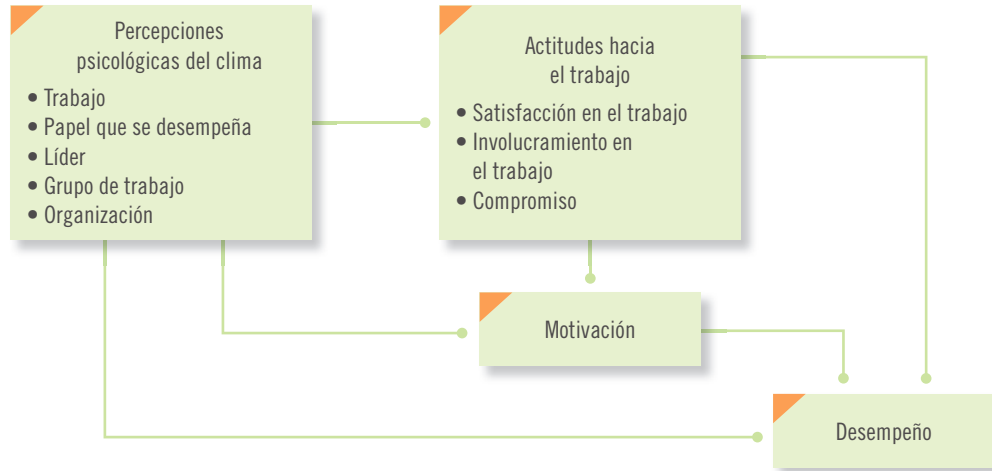 Percepciones
psicológicas del clima
• Trabajo
• Papel que se desempeña
• Líder
• Grupo de trabajo
• Organización
Actitudes hacia
el trabajo
• Satisfacción en el trabajo
• Involucramiento en
el trabajo
• Compromiso
Motivación
Desempeño